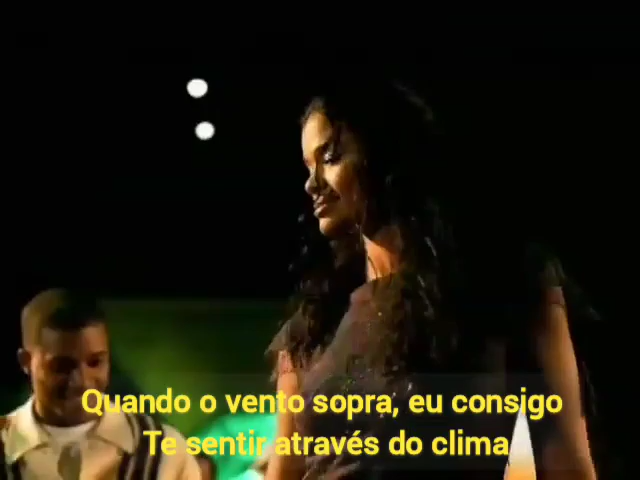 Quando o vento sopra, eu consigo
Te sentir através do clima